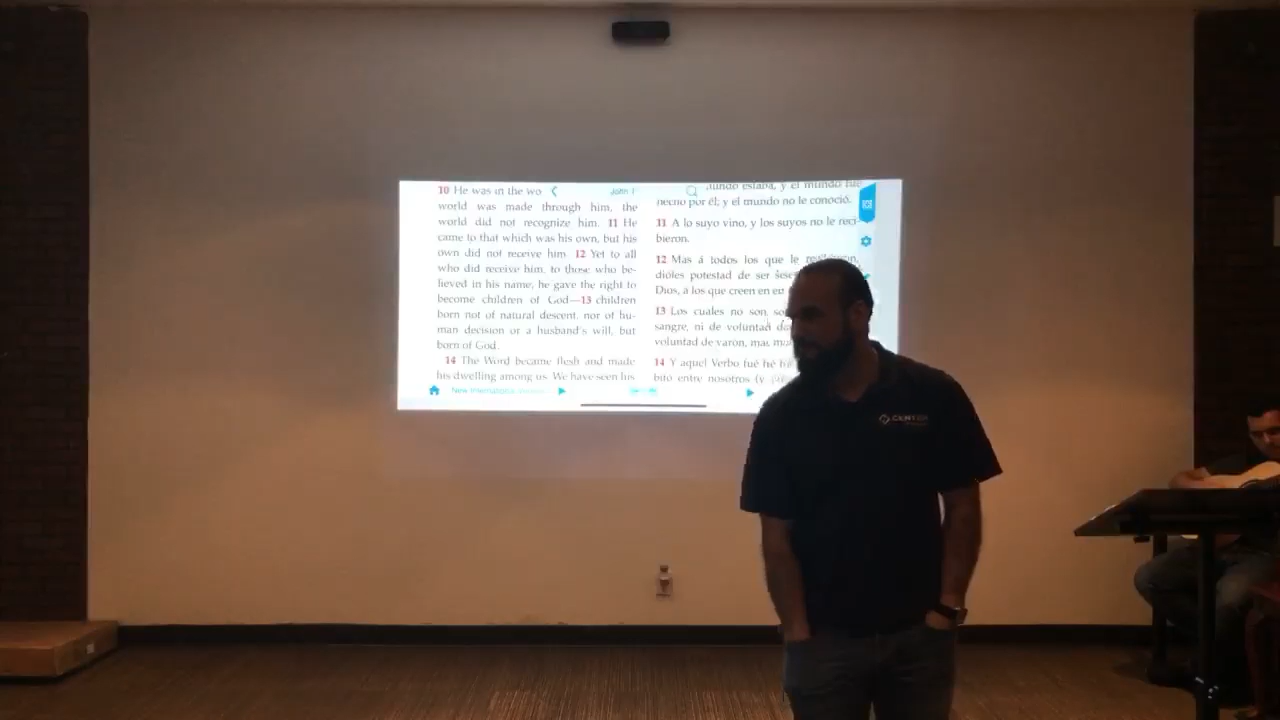 10 He was in the wo
John 1
world was made through him, the
world did not recognize him. 11 He
came to that which was his own, but his
own did not receive him. 12 Yet to all
who did receive him, to those who be-
lieved in his name, he gave the right to
become children of God—13 children
born not of natural descent, nor of hu-
man decision or a husband's will, but
born of God.
14 The Word became flesh and made
his dwelling among us. We have seen his
New International
estaba, y el mundo fue
hecho por él; y el mundo no le conoció.
11 A lo suyo vino, y los suyos no le reci-
bieron.
12 Mas á todos los que le
dióles potestad de ser
Dios, á los que creen en
13 Los cuales no son
sangre, ni de voluntad
voluntad de varón, mas
14 Y aquel Verbo fué
bitó entre nosotros (y